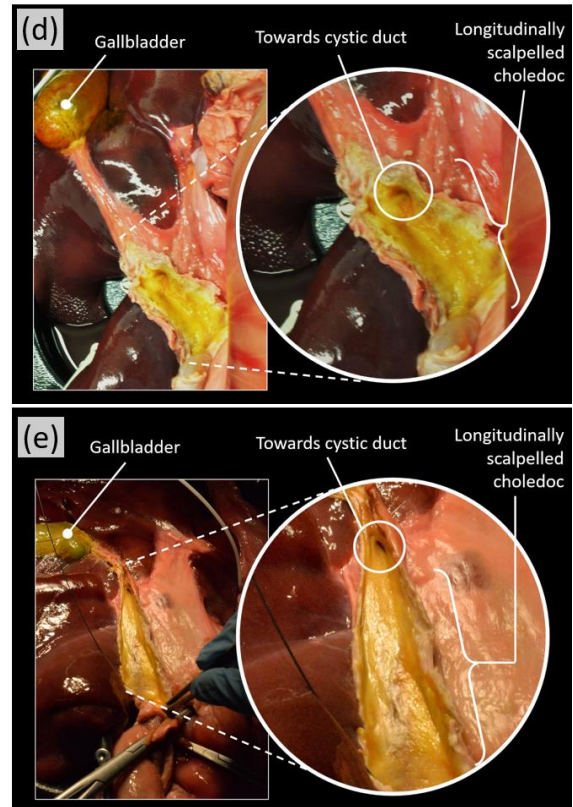 (d)
Gallbladder
Towards cystic duct
Longitudinally
scalpelled
choledoc
(e)
Gallbladder
Towards cystic duct
Longitudinally
scalpelled
choledoc